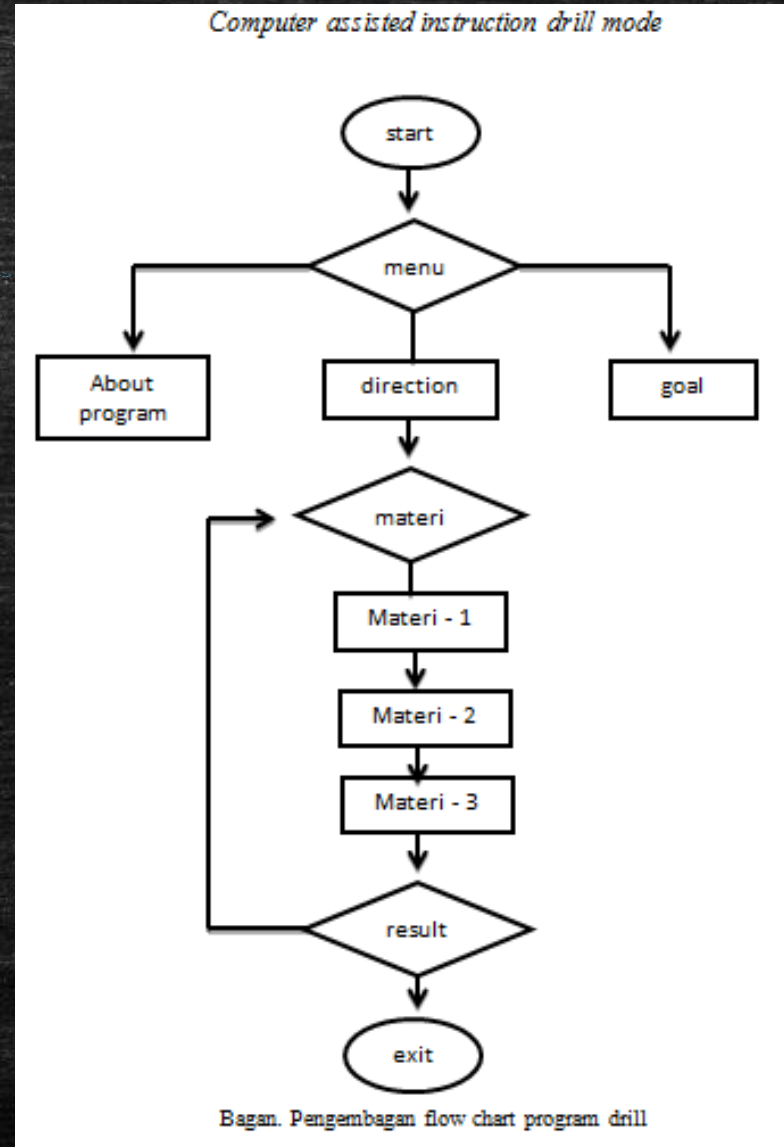 Computer assisted instruction drill mode
start
menu
About
program
direction
goal
materi
Materi - 1
Materi - 2
Materi - 3
result
exit
Bagan. Pengembagan flow chart program drill